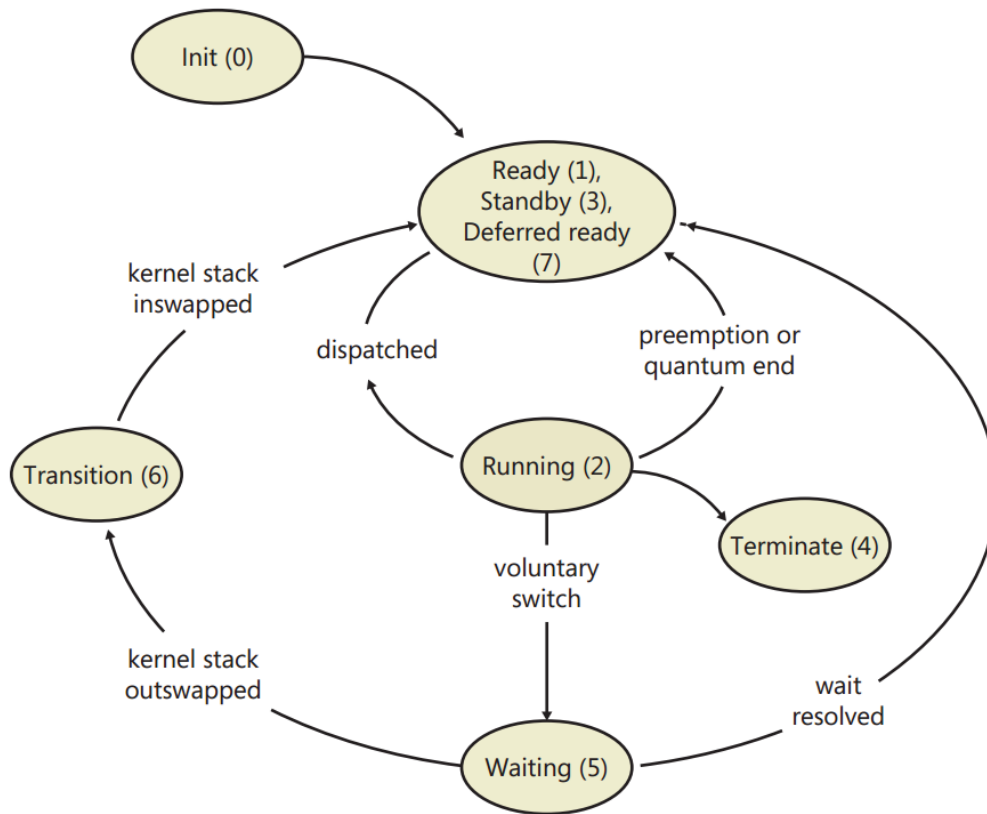 Init (0)
Ready (1),
Standby (3),
Deferred ready
(7)
kernel stack
inswapped
dispatched
preemption or
quantum end
Transition (6)
Running (2)
Terminate (4)
voluntary
switch
kernel stack
outswapped
wait
resolved
Waiting (5)